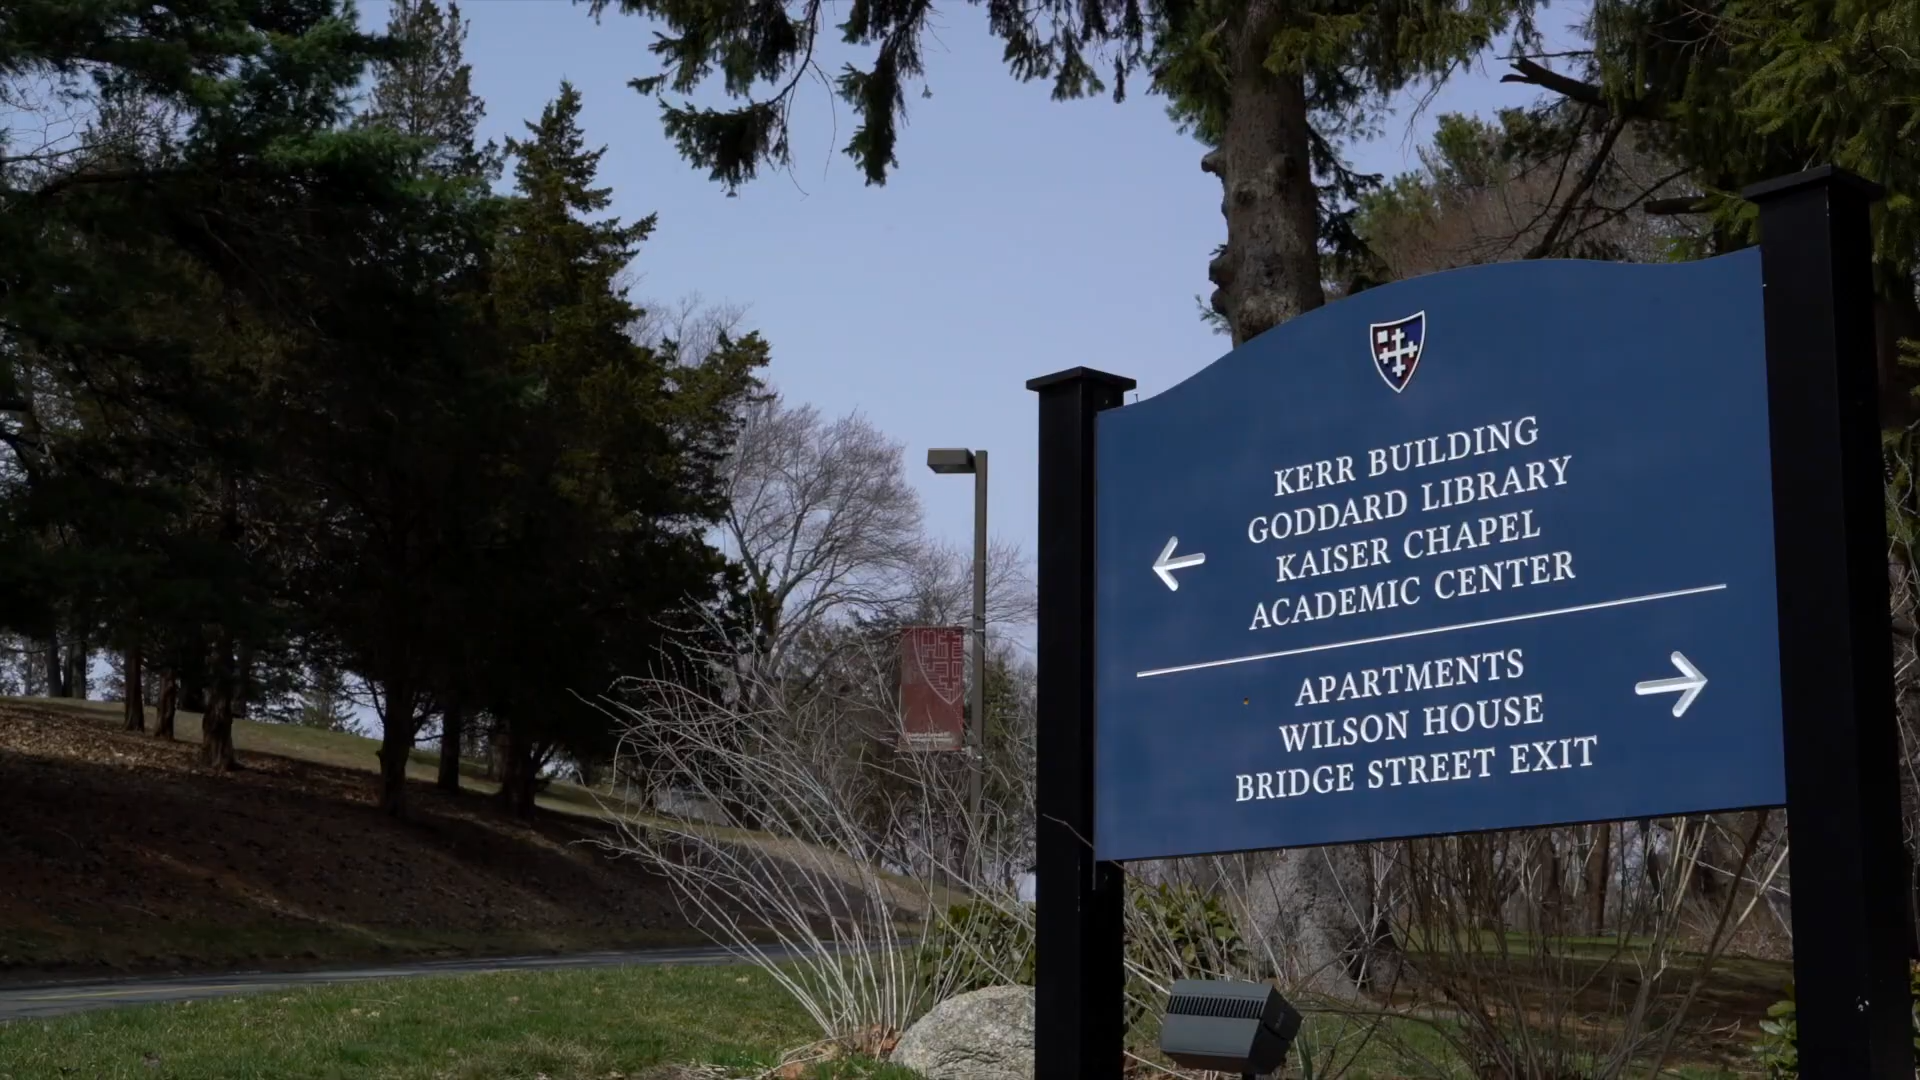 KERR BUILDING
GODDARD LIBRARY
KAISER CHAPEL
ACADEMIC CENTER
APARTMENTS
WILSON HOUSE
BRIDGE STREET EXIT